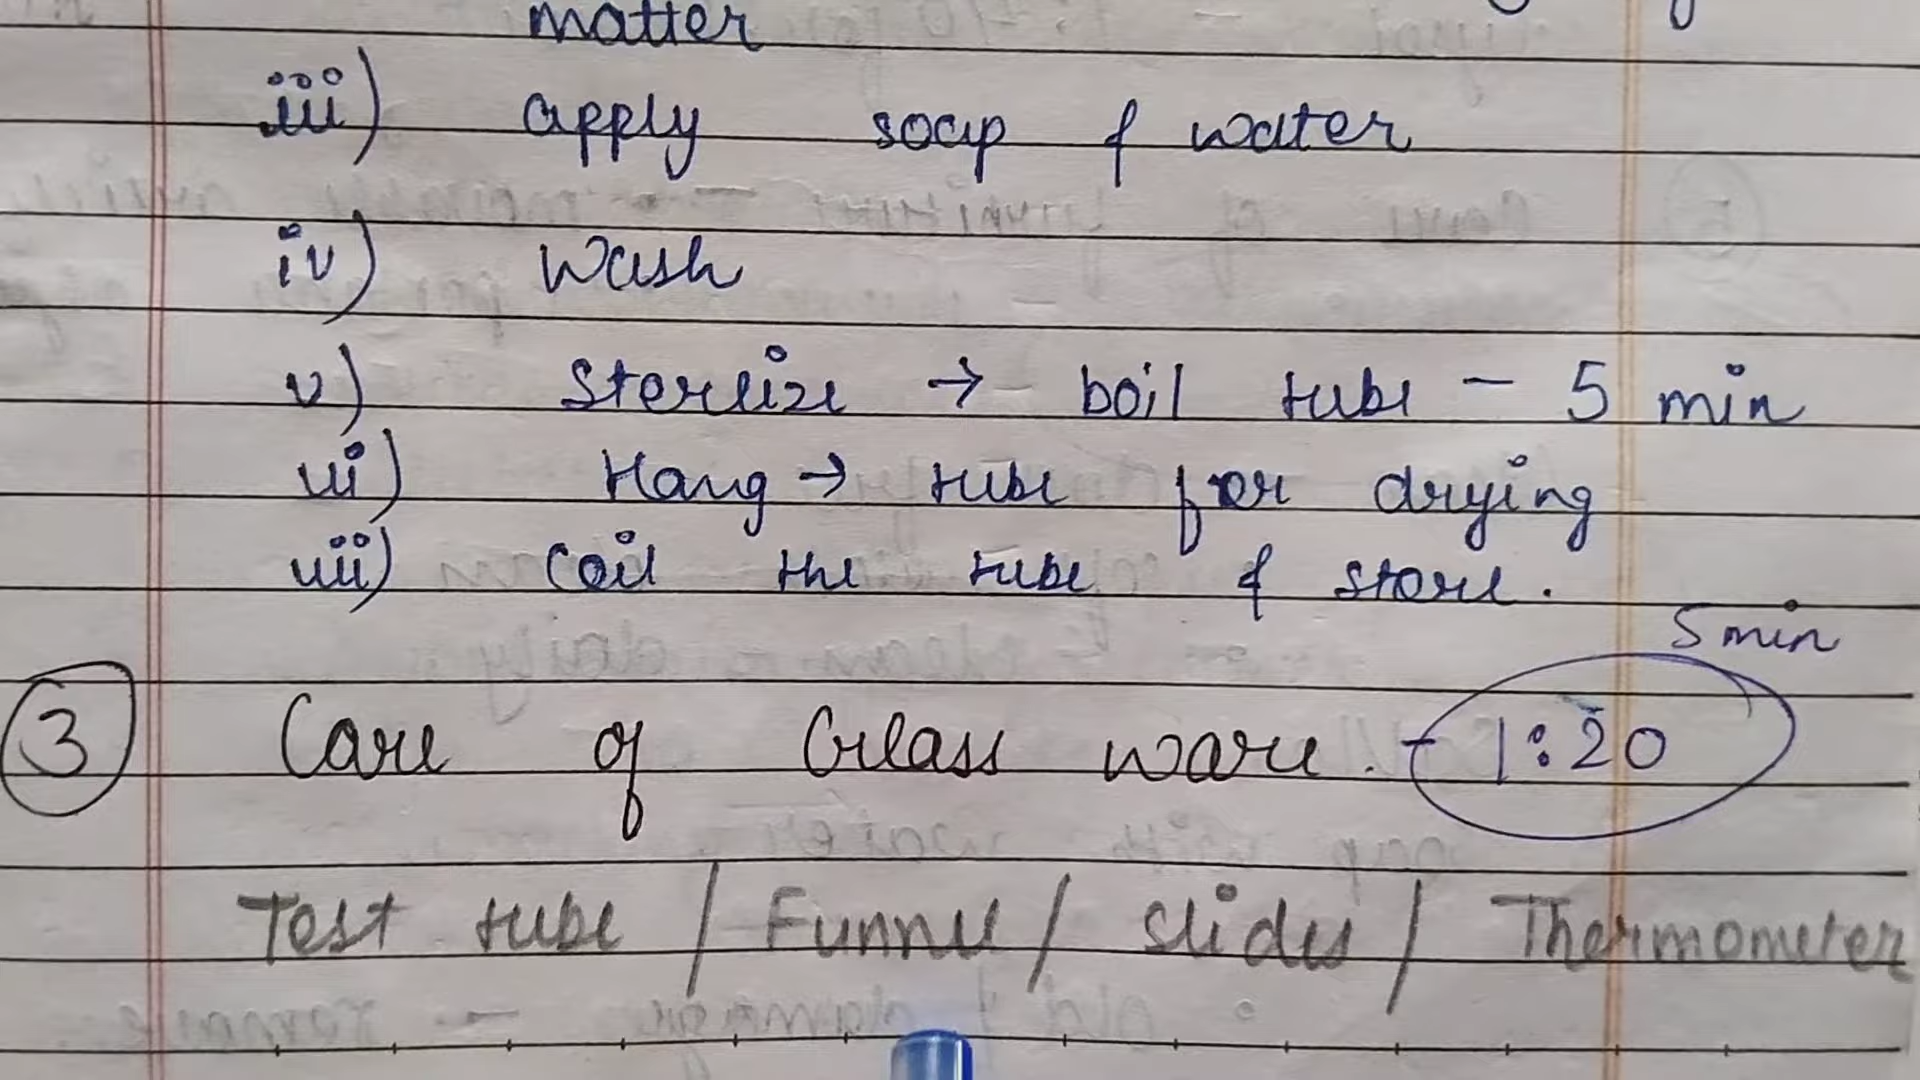 matter
iii) apply soap & water
iv) Wash
v) Sterlize → boil tube - 5 min
vi) Hang → tube for drying
vii) Coil the tube & store.
5 min
③ Care of Glass ware. - 1:20
Test tube / Funnel / Slides / Thermometer